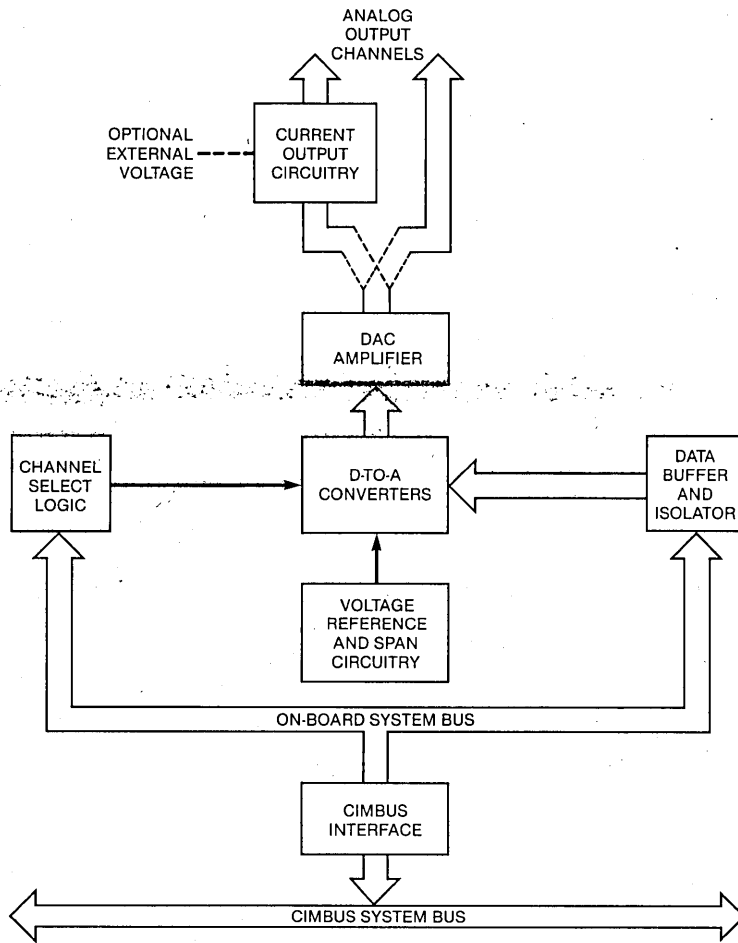 ANALOG
OUTPUT
CHANNELS
OPTIONAL
EXTERNAL
VOLTAGE
CURRENT
OUTPUT
CIRCUITRY
DAC
AMPLIFIER
CHANNEL
SELECT
LOGIC
D-TO-A
CONVERTERS
DATA
BUFFER
AND
ISOLATOR
VOLTAGE
REFERENCE
AND SPAN
CIRCUITRY
ON-BOARD SYSTEM BUS
CIMBUS
INTERFACE
CIMBUS SYSTEM BUS